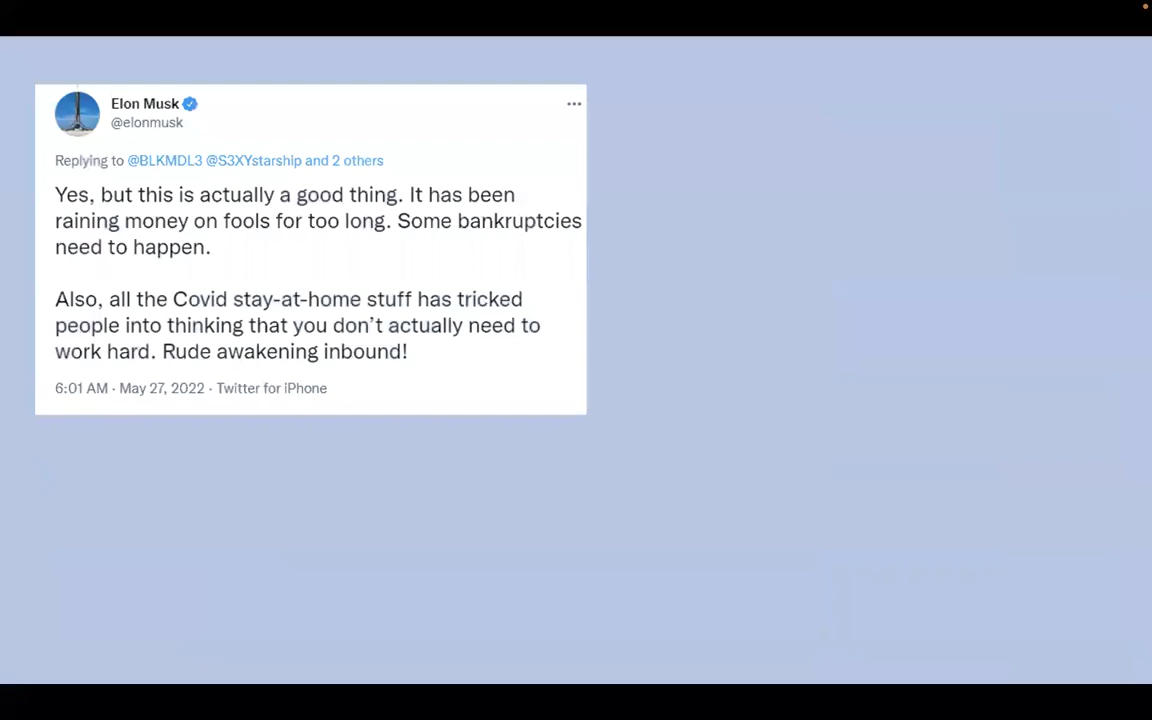 Elon Musk
@elonmusk
Replying to @BLKMDL3 @S3XYstarship and 2 others
Yes, but this is actually a good thing. It has been
raining money on fools for too long. Some bankruptcies
need to happen.
Also, all the Covid stay-at-home stuff has tricked
people into thinking that you don’t actually need to
work hard. Rude awakening inbound!
6:01 AM · May 27, 2022 · Twitter for iPhone